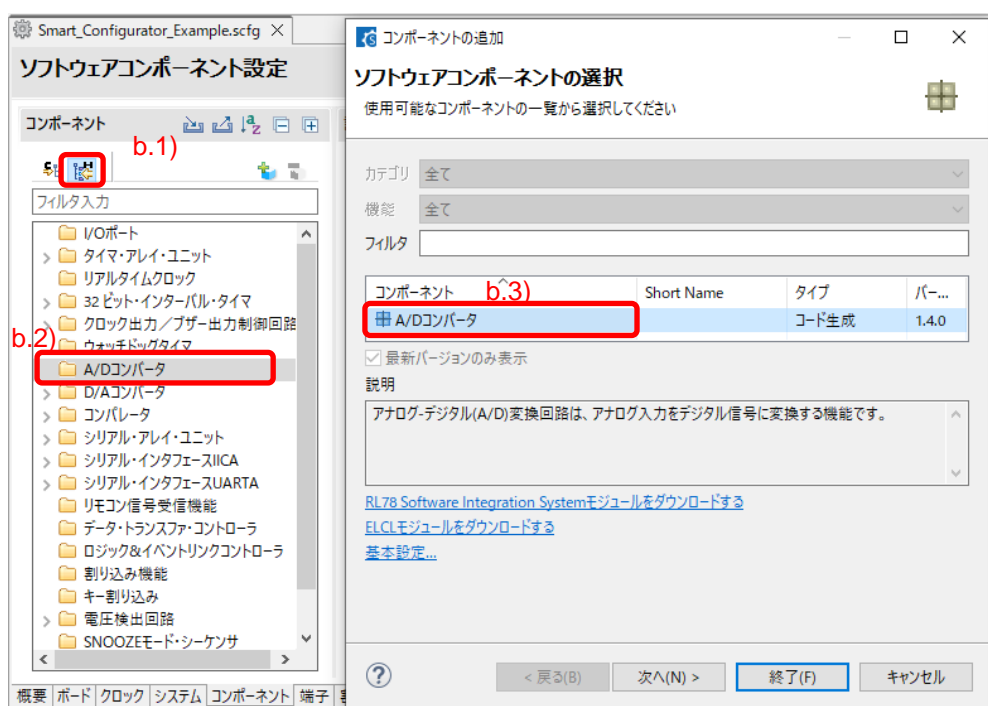 Smart_Configurator_Example.scfg
ソフトウェアコンポーネント設定
コンポーネント
b.1)
フィルタ入力
I/Oポート
タイマ・アレイ・ユニット
リアルタイムクロック
32 ビット・インターバル・タイマ
クロック出力／ブザー出力制御回路
b.2)
ウォッチドッグタイマ
A/Dコンバータ
D/Aコンバータ
コンパレータ
シリアル・アレイ・ユニット
シリアル・インタフェースIICA
シリアル・インタフェースUARTA
リモコン信号受信機能
データ・トランスファ・コントローラ
ロジック&イベントリンクコントローラ
割り込み機能
キー割り込み
電圧検出回路
SNOOZEモード・シーケンサ
概要 ボード クロック システム コンポーネント 端子
コンポーネントの追加
ソフトウェアコンポーネントの選択
使用可能なコンポーネントの一覧から選択してください
カテゴリ 全て
機能 全て
フィルタ
コンポーネント b.3) Short Name タイプ バー...
A/Dコンバータ コード生成 1.4.0
最新バージョンのみ表示
説明
アナログ-デジタル(A/D)変換回路は、アナログ入力をデジタル信号に変換する機能です。
RL78 Software Integration Systemモジュールをダウンロードする
ELCLモジュールをダウンロードする
基本設定...
< 戻る(B) 次へ(N) > 終了(F) キャンセル